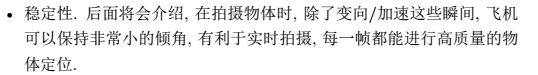 • 稳定性. 后面将会介绍, 在拍摄物体时, 除了变向/加速这些瞬间, 飞机
可以保持非常小的倾角, 有利于实时拍摄, 每一帧都能进行高质量的物
体定位.